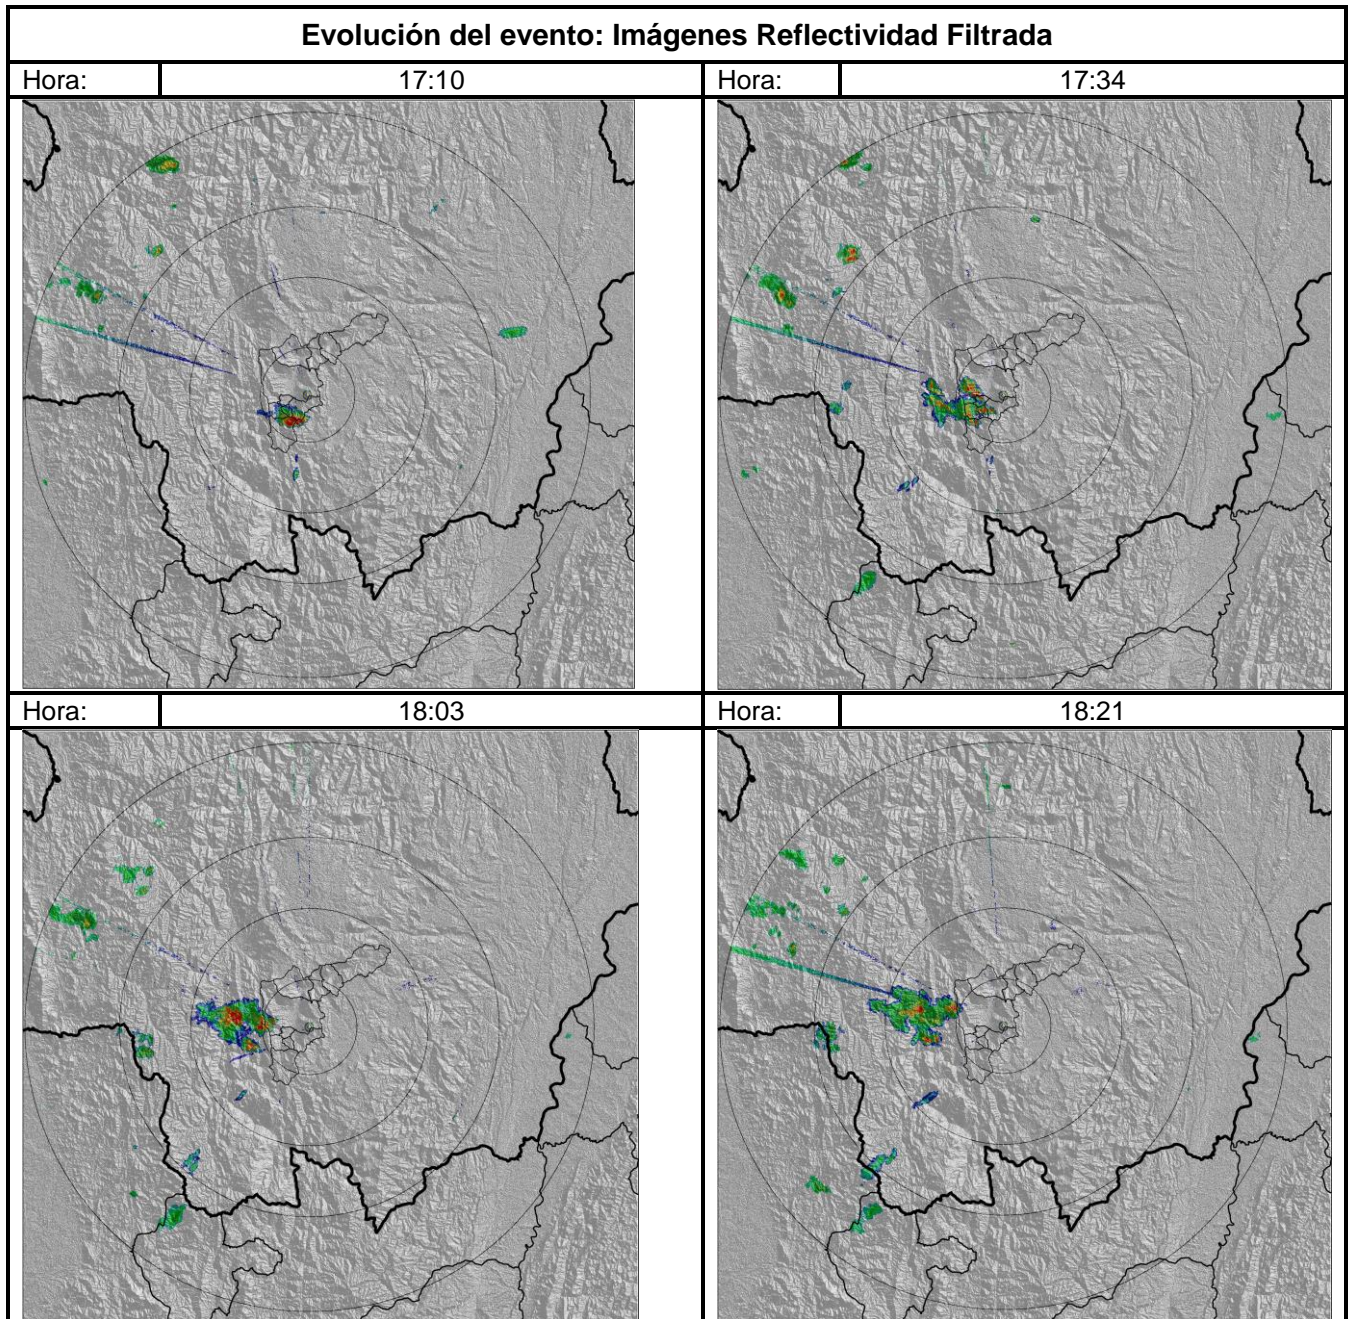 Evolución del evento: Imágenes Reflectividad Filtrada
Hora: 17:10 Hora: 17:34
Hora: 18:03 Hora: 18:21